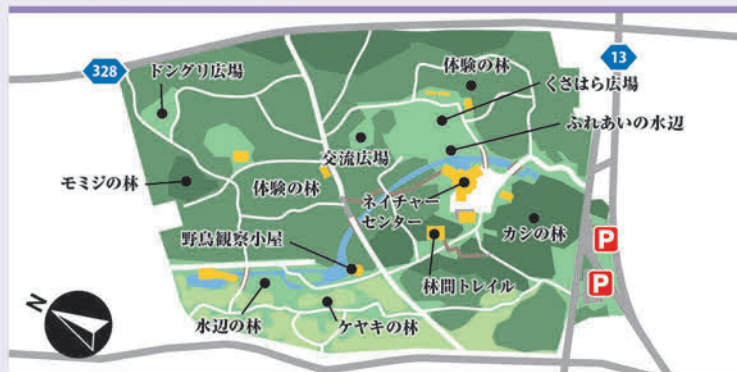 328
ドングリ広場
体験の林
13
くさはら広場
ふれあいの水辺
交流広場
モミジの林
体験の林
ネイチャー
センター
カシの林
野鳥観察小屋
林間トレイル
P
P
N
水辺の林
ケヤキの林